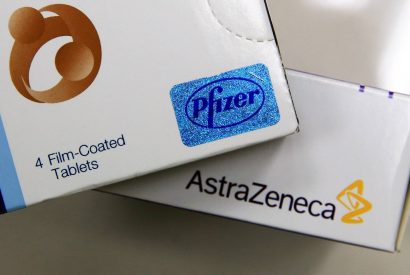 Pfizer
4 Film-Coated
Tablets
AstraZeneca